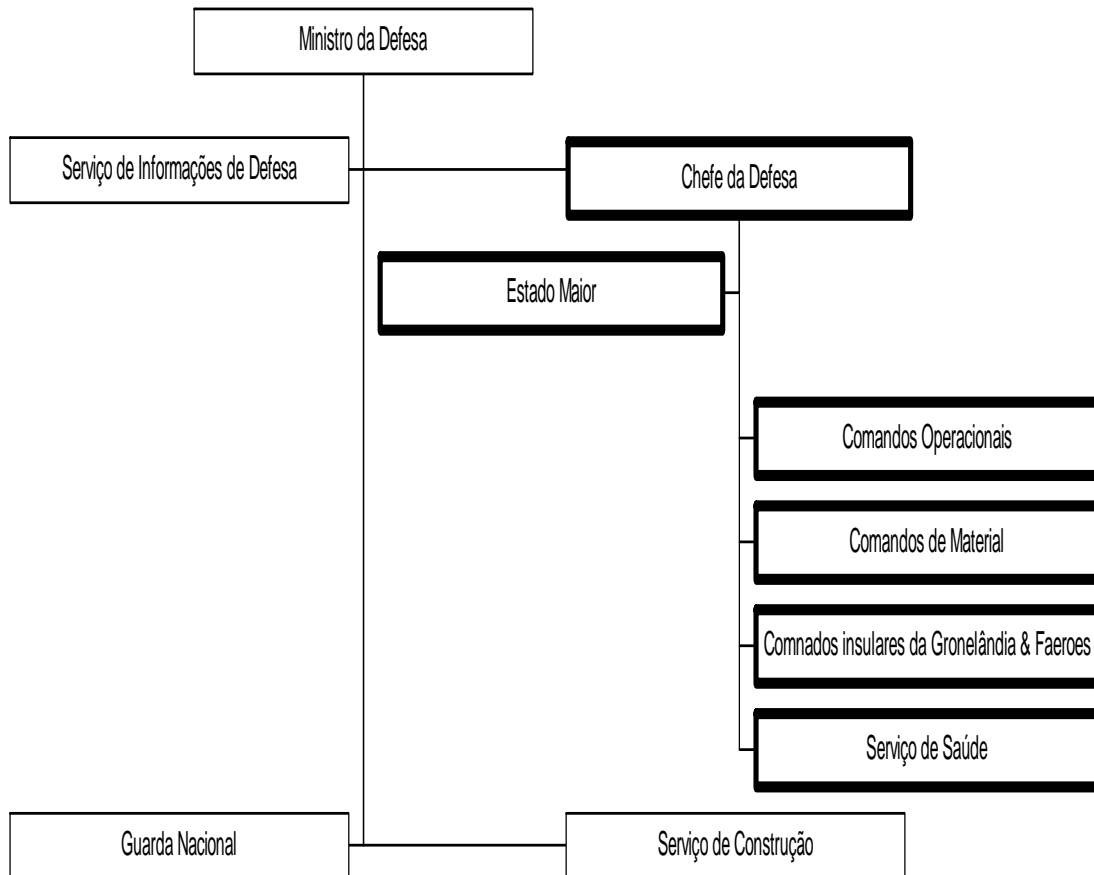 Ministro da Defesa
Serviço de Informações de Defesa
Chefe da Defesa
Estado Maior
Comandos Operacionais
Comandos de Material
Comnados insulares da Gronelândia & Faeroes
Serviço de Saúde
Guarda Nacional
Serviço de Construção